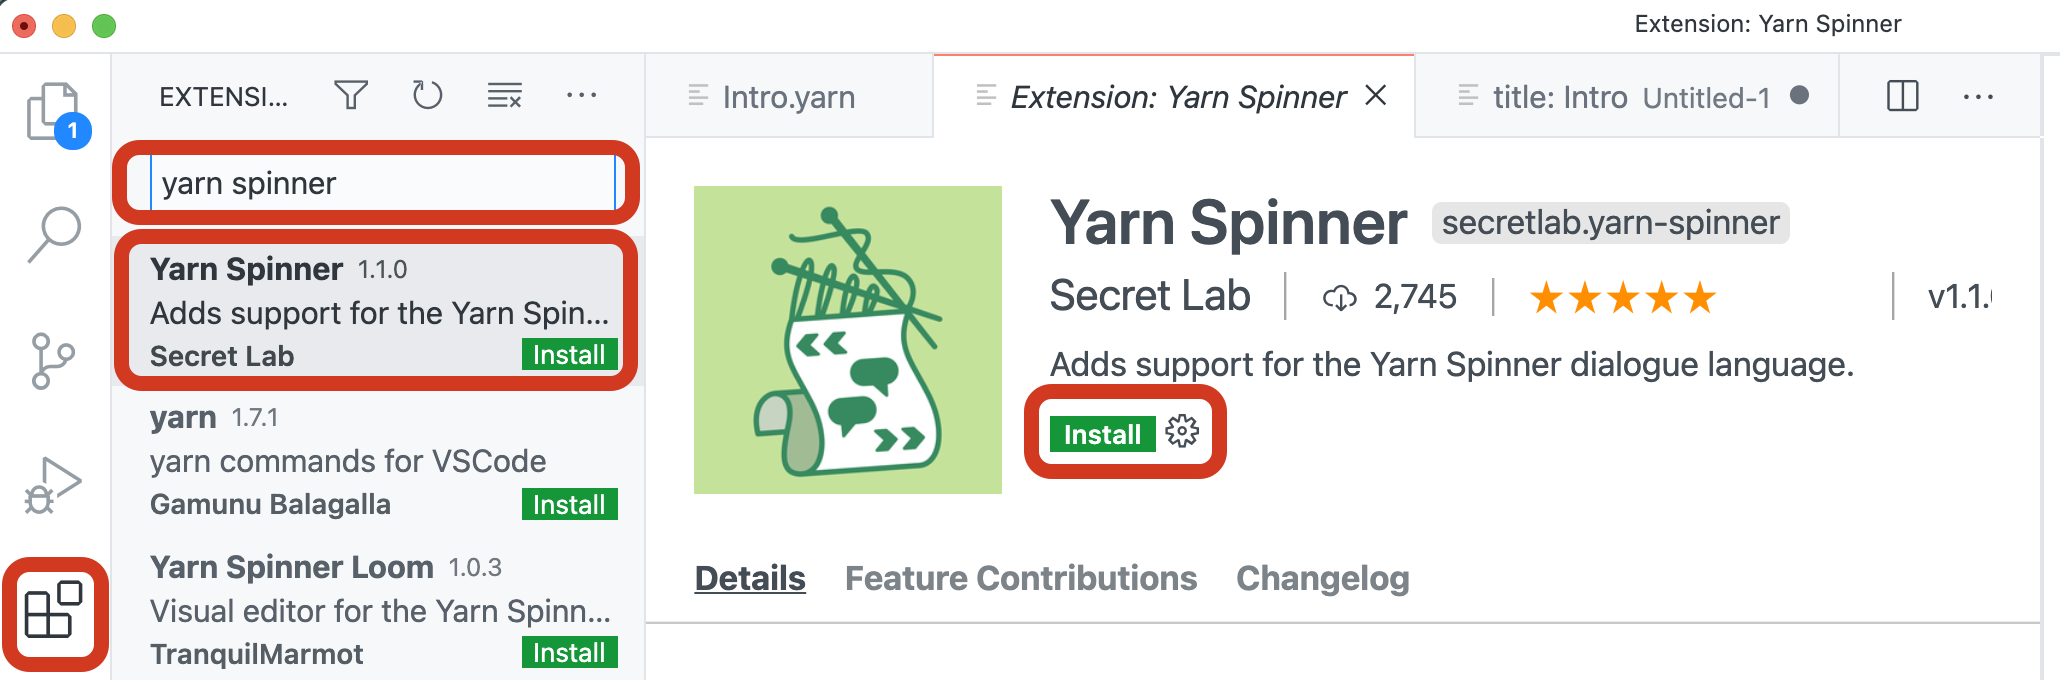 Extension: Yarn Spinner
EXTENSI...
Intro.yarn
Extension: Yarn Spinner
title: Intro Untitled-1
1
yarn spinner
Yarn Spinner 1.1.0
Adds support for the Yarn Spin...
Secret Lab
Install
yarn 1.7.1
yarn commands for VSCode
Gamunu Balagalla
Install
Yarn Spinner Loom 1.0.3
Visual editor for the Yarn Spinn...
TranquilMarmot
Install
Yarn Spinner secretlab.yarn-spinner
Secret Lab 2,745 v1.1.
Adds support for the Yarn Spinner dialogue language.
Install
Details Feature Contributions Changelog